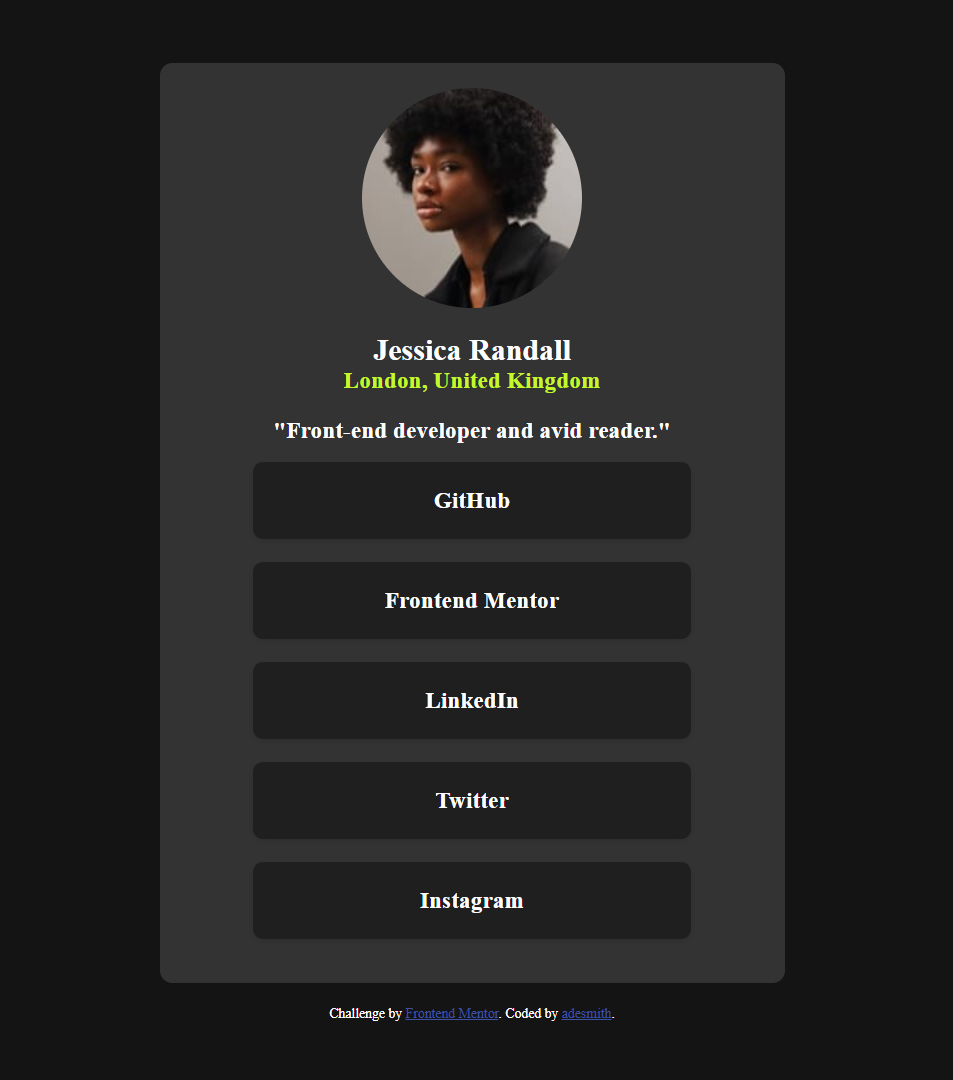 Jessica Randall
London, United Kingdom
"Front-end developer and avid reader."
GitHub
Frontend Mentor
LinkedIn
Twitter
Instagram
Challenge by Frontend Mentor. Coded by adesmith.